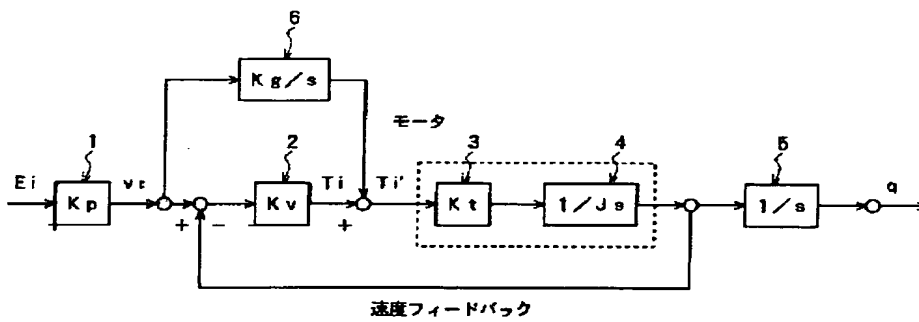 6
Kg/s
モータ
1
2
3
4
5
Ei
Kp
vr
Kv
Ti
Ti'
Kt
1/Js
1/s
q
+
+
-
-
+
速度フィードバック